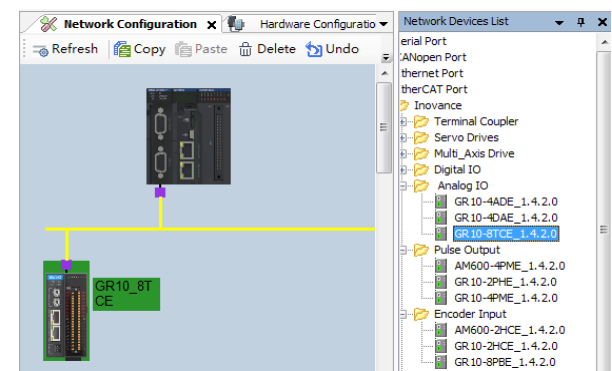 Network Configuration
Hardware Configuratio
Refresh
Copy
Paste
Delete
Undo
GR10_8T
CE
Network Devices List
erial Port
CANopen Port
thernet Port
therCAT Port
Inovance
Terminal Coupler
Servo Drives
Multi_Axis Drive
Digital IO
Analog IO
GR10-4ADE_1.4.2.0
GR10-4DAE_1.4.2.0
GR10-8TCE_1.4.2.0
Pulse Output
AM600-4PME_1.4.2.0
GR10-2PHE_1.4.2.0
GR10-4PME_1.4.2.0
Encoder Input
AM600-2HCE_1.4.2.0
GR10-2HCE_1.4.2.0
GR10-8PBE_1.4.2.0